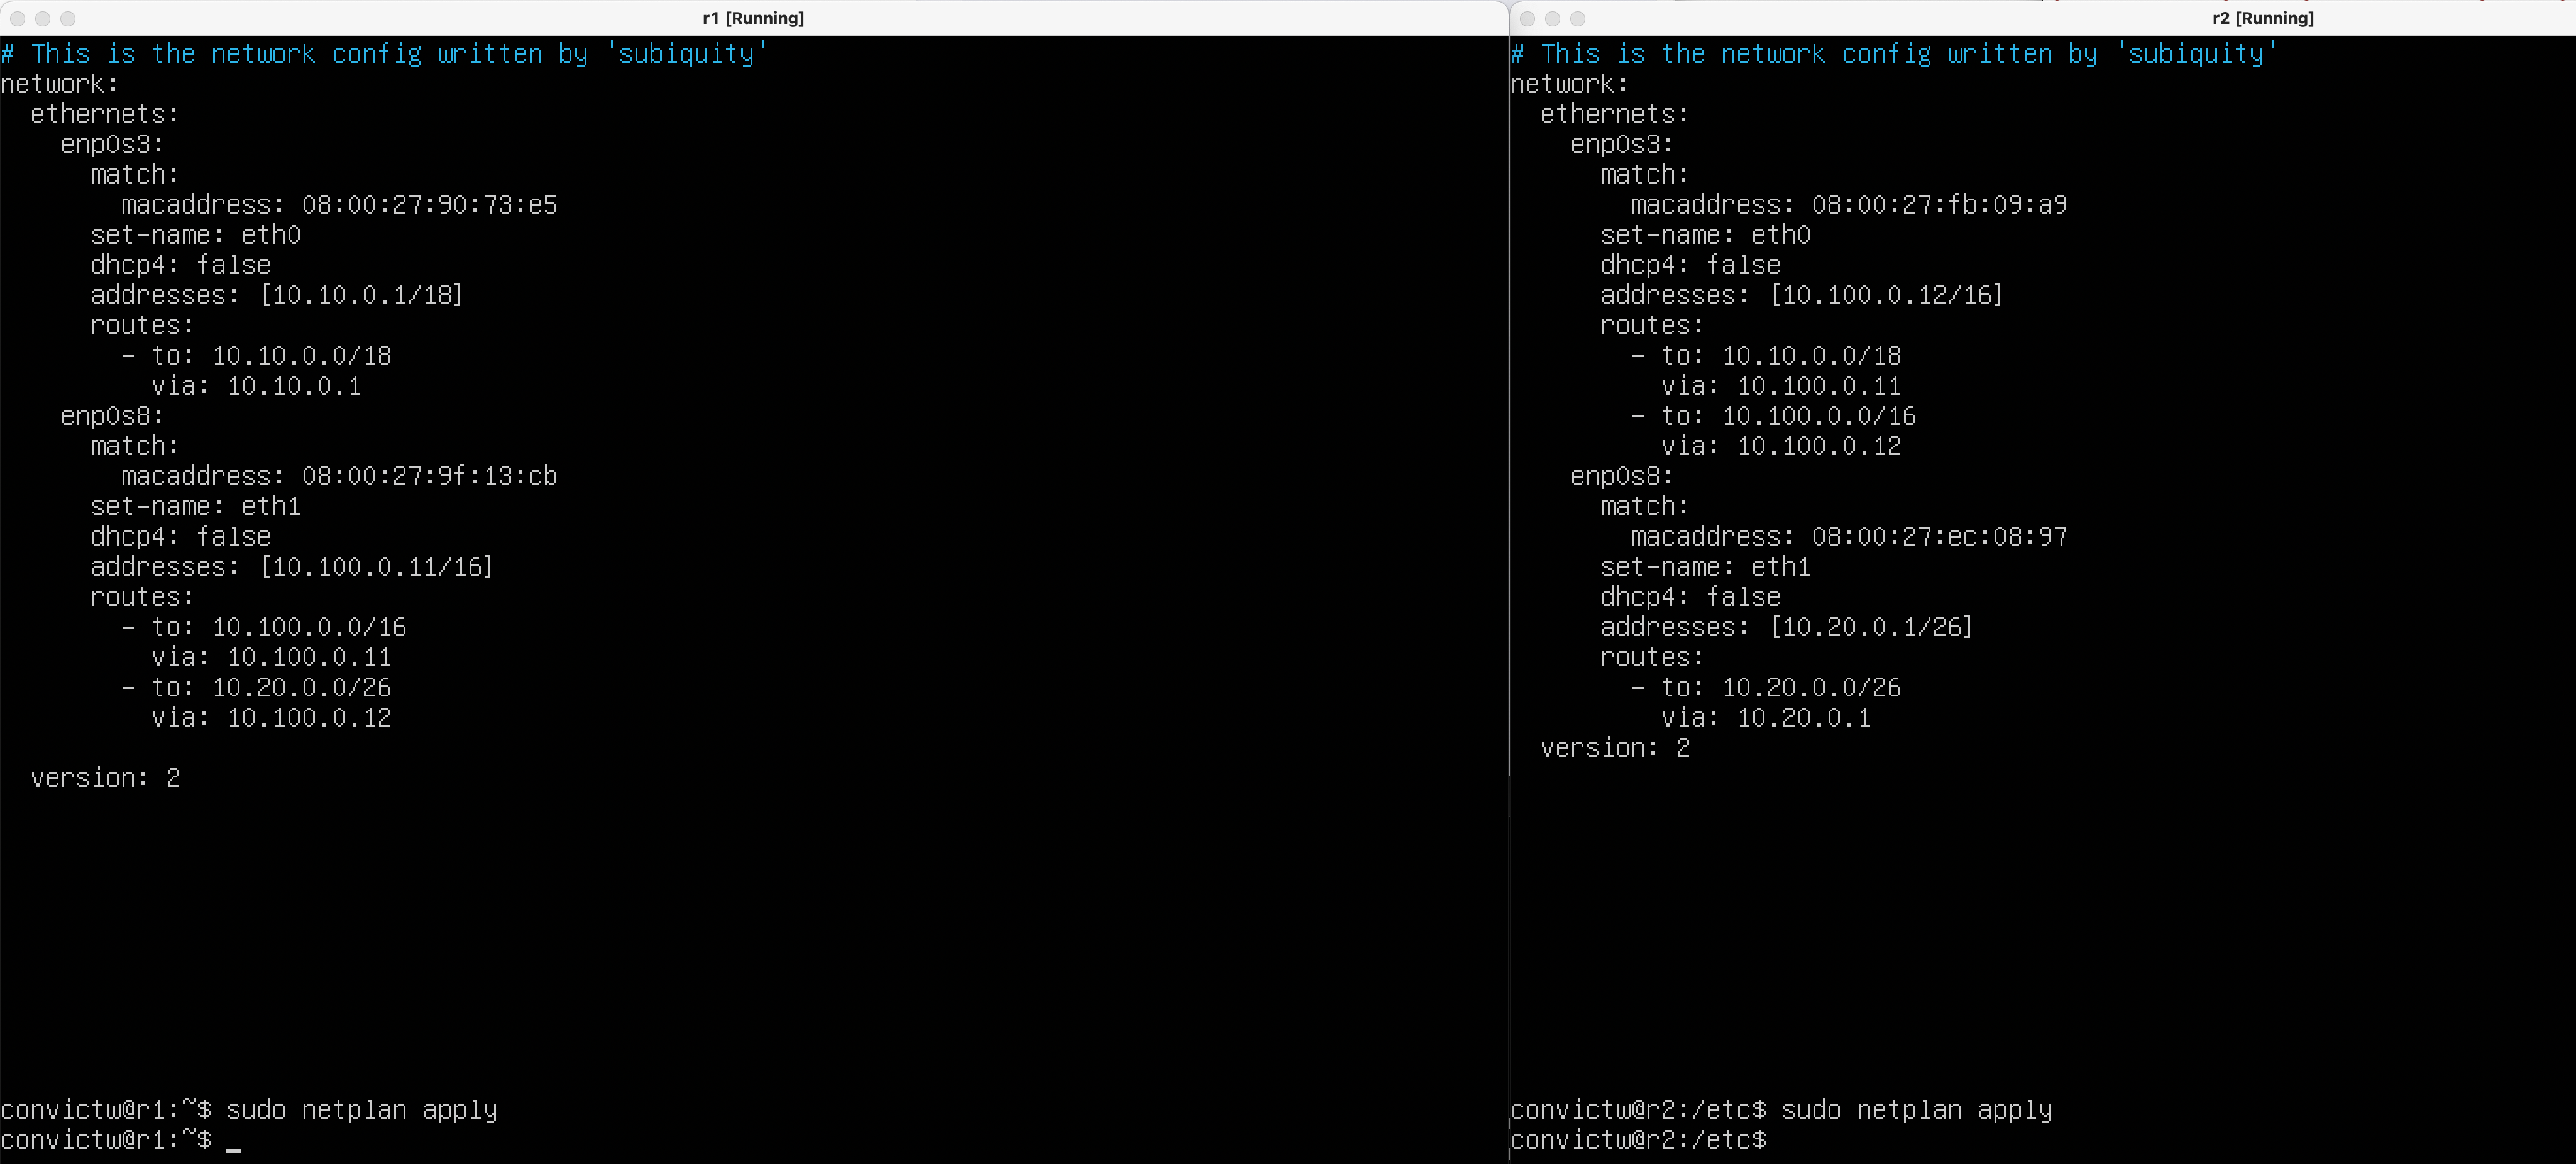 r1 [Running]
# This is the network config written by 'subiquity'
network:
  ethernets:
    enp0s3:
      match:
        macaddress: 08:00:27:90:73:e5
      set-name: eth0
      dhcp4: false
      addresses: [10.10.0.1/18]
      routes:
        - to: 10.10.0.0/18
          via: 10.10.0.1
    enp0s8:
      match:
        macaddress: 08:00:27:9f:13:cb
      set-name: eth1
      dhcp4: false
      addresses: [10.100.0.11/16]
      routes:
        - to: 10.100.0.0/16
          via: 10.100.0.11
        - to: 10.20.0.0/26
          via: 10.100.0.12
  version: 2
convictw@r1:~$ sudo netplan apply
convictw@r1:~$ _
r2 [Running]
# This is the network config written by 'subiquity'
network:
  ethernets:
    enp0s3:
      match:
        macaddress: 08:00:27:fb:09:a9
      set-name: eth0
      dhcp4: false
      addresses: [10.100.0.12/16]
      routes:
        - to: 10.10.0.0/18
          via: 10.100.0.11
        - to: 10.100.0.0/16
          via: 10.100.0.12
    enp0s8:
      match:
        macaddress: 08:00:27:ec:08:97
      set-name: eth1
      dhcp4: false
      addresses: [10.20.0.1/26]
      routes:
        - to: 10.20.0.0/26
          via: 10.20.0.1
  version: 2
convictw@r2:/etc$ sudo netplan apply
convictw@r2:/etc$